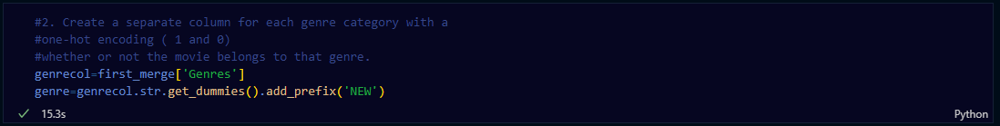 #2. Create a separate column for each genre category with a
#one-hot encoding ( 1 and 0)
#whether or not the movie belongs to that genre.
genrecol=first_merge['Genres']
genre=genrecol.str.get_dummies().add_prefix('NEW')
15.3s
Python